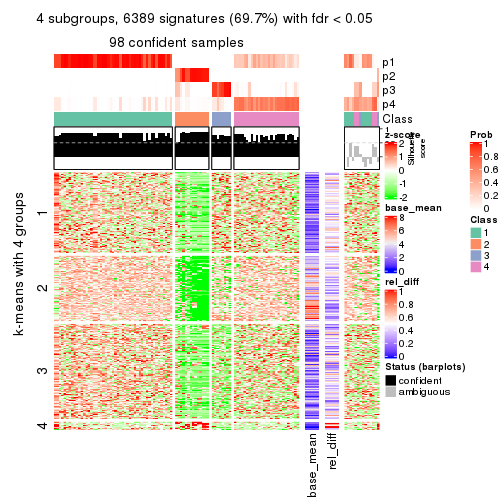 4 subgroups, 6389 signatures (69.7%) with fdr < 0.05
98 confident samples
p1
p2
p3
p4
Class
1
Silhouette
score
k-means with 4 groups
1
2
3
4
base_mean
rel_diff
z-score
2
1
0
-1
-2
base_mean
8
6
4
2
0
rel_diff
1
0.8
0.6
0.4
0.2
0
Status (barplots)
confident
ambiguous
Prob
1
0.8
0.6
0.4
0.2
0
Class
1
2
3
4